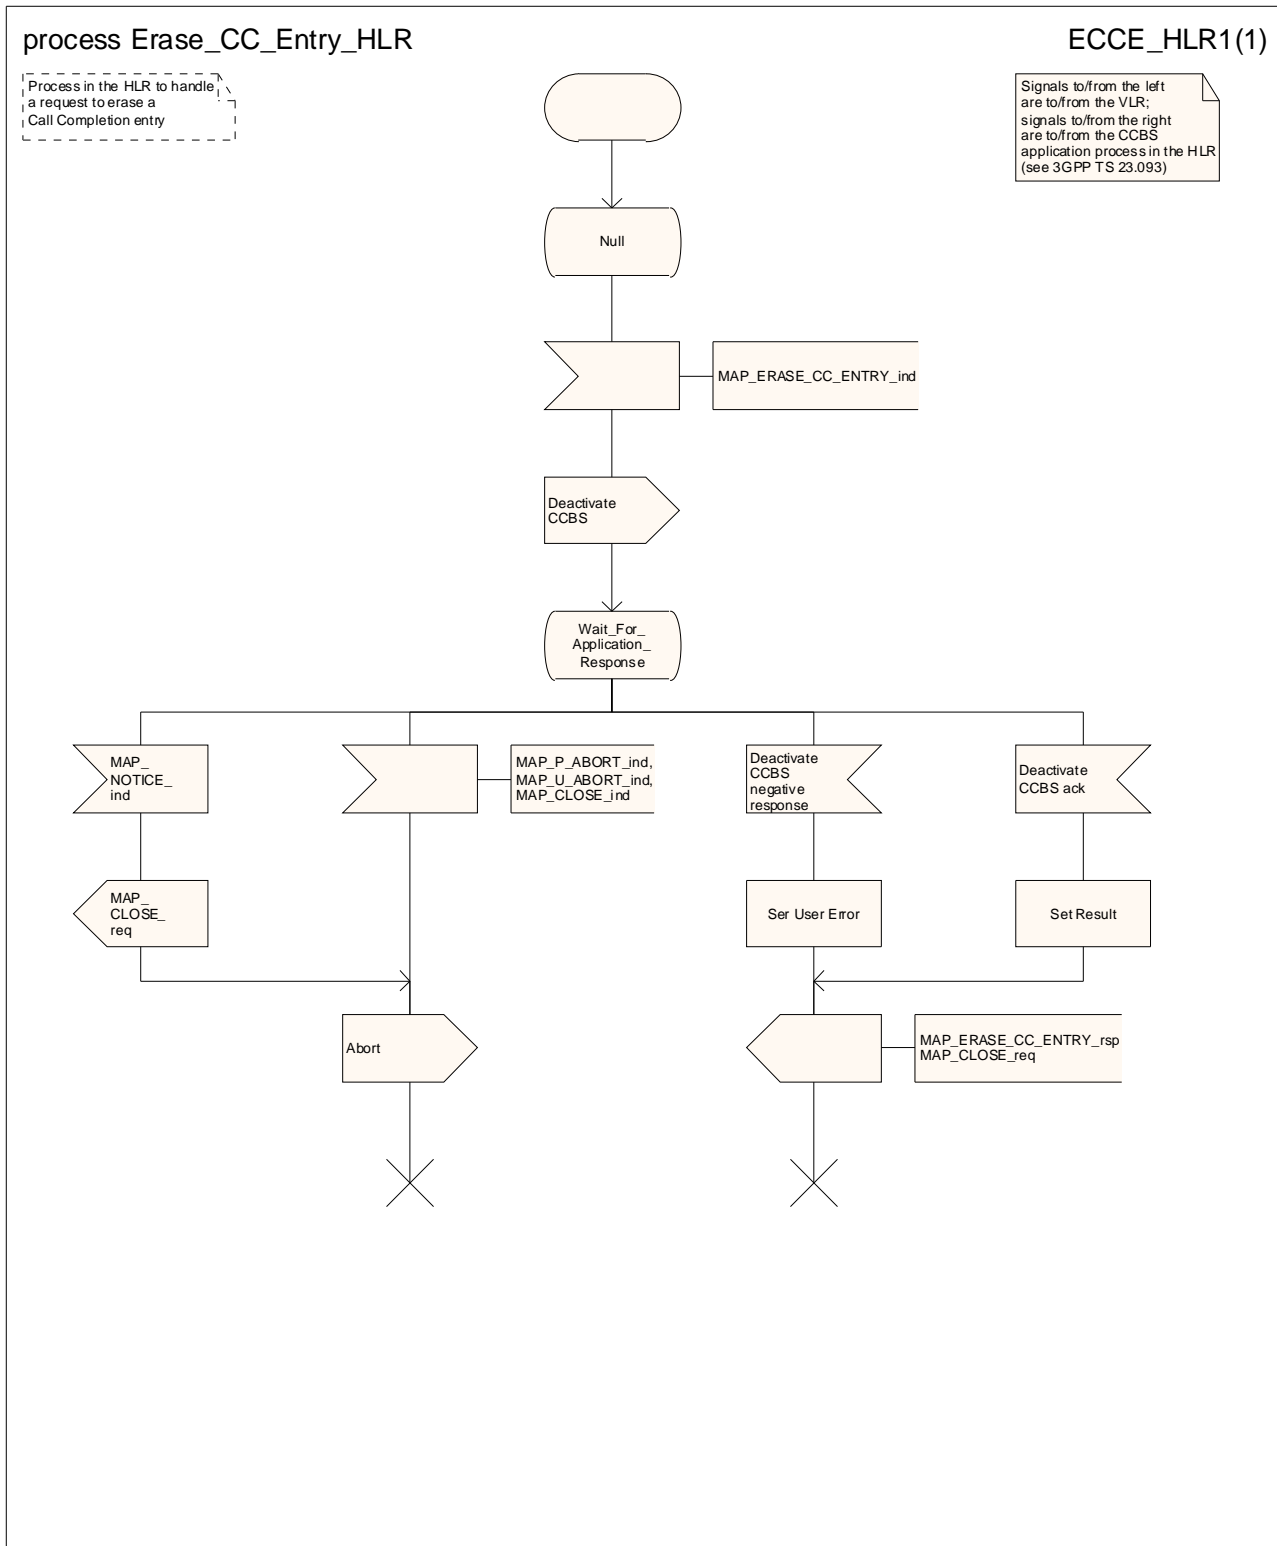 process Erase_CC_Entry_HLR
ECCE_HLR1(1)
Process in the HLR to handle
a request to erase a
Call Completion entry
Signals to/from the left
are to/from the VLR;
signals to/from the right
are to/from the CCBS
application process in the HLR
(see 3GPP TS 23.093)
Null
MAP_ERASE_CC_ENTRY_ind
Deactivate
CCBS
Wait_For_
Application_
Response
MAP_
NOTICE_
ind
MAP_P_ABORT_ind,
MAP_U_ABORT_ind,
MAP_CLOSE_ind
Deactivate
CCBS
negative
response
Deactivate
CCBS ack
MAP_
CLOSE_
req
Ser User Error
Set Result
Abort
MAP_ERASE_CC_ENTRY_rsp
MAP_CLOSE_req